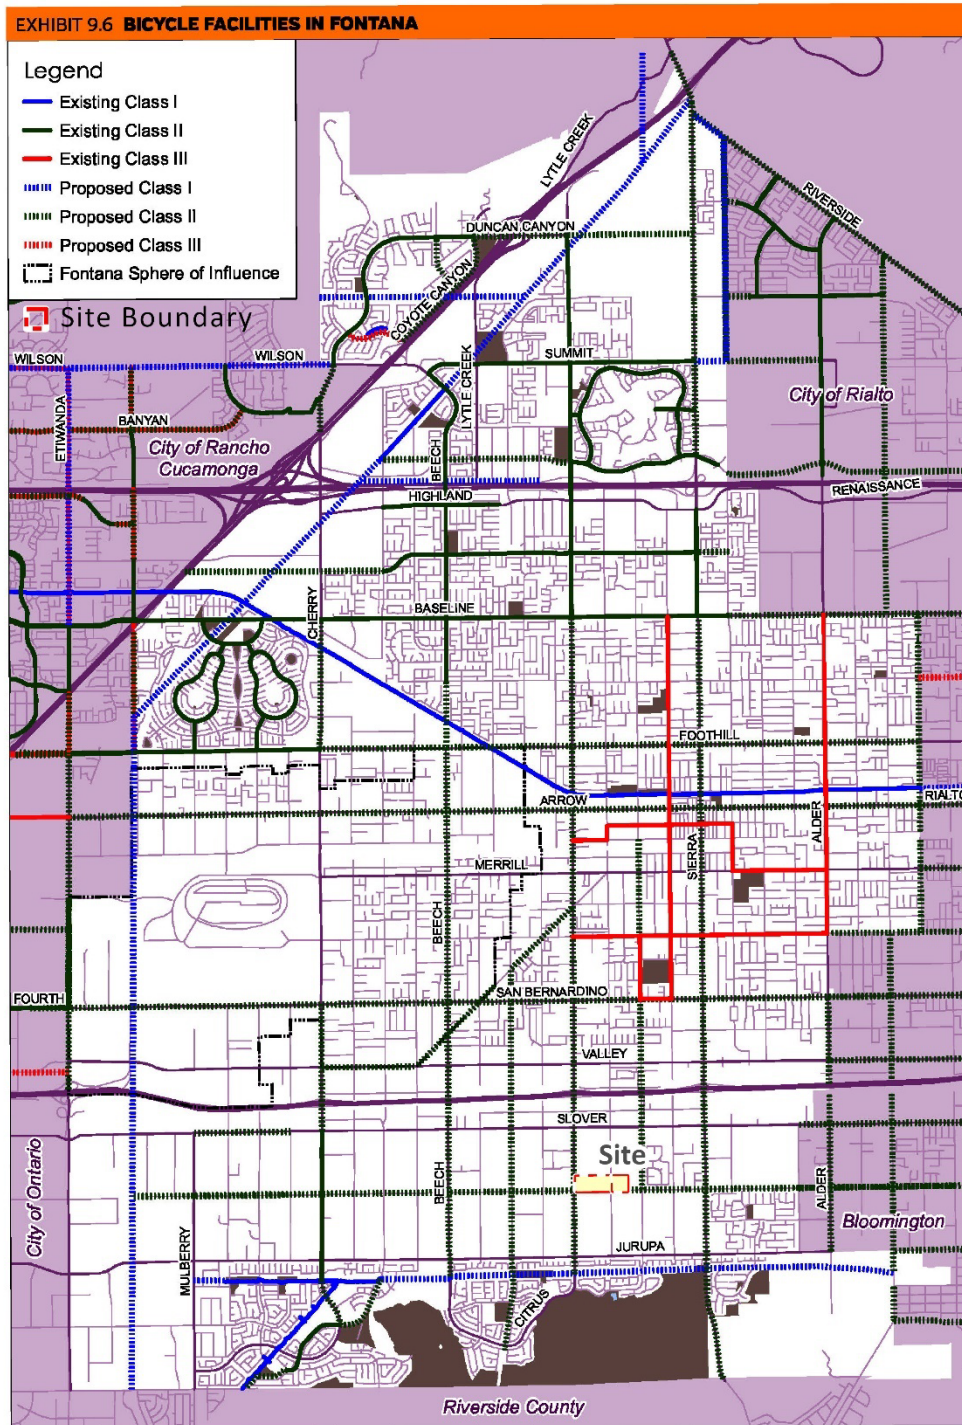 EXHIBIT 9.6 BICYCLE FACILITIES IN FONTANA
Legend
Existing Class I
Existing Class II
Existing Class III
Proposed Class I
Proposed Class II
Proposed Class III
Fontana Sphere of Influence
Site Boundary
LYTLE CREEK
RIVERSIDE
DUNCAN CANYON
COYOTE CANYON
WILSON
WILSON
SUMMIT
LYTLE CREEK
City of Rialto
ETIWANDA
BANYAN
City of Rancho
Cucamonga
BEECH
HIGHLAND
RENAISSANCE
CHERRY
BASELINE
FOOTHILL
ARROW
RIALTO
ALDER
MERRILL
SIERRA
BEECH
FOURTH
SAN BERNARDINO
VALLEY
SLOVER
Site
City of Ontario
BEECH
ALDER
Bloomington
MULBERRY
JURUPA
CITRUS
Riverside County